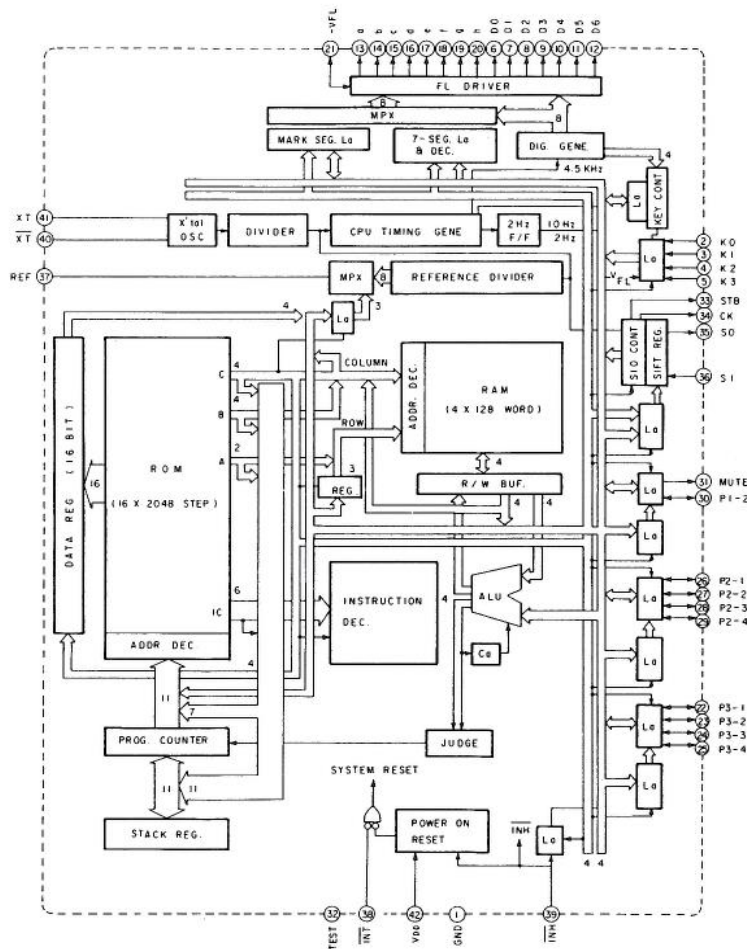 -VFL a b c d e f g h D0 D1 D2 D3 D4 D5 D6
21 13 14 15 16 17 18 19 20 6 7 8 9 10 11 12
FL DRIVER
8
MPX
8
MARK SEG. La
7-SEG. La & DEC.
DIG. GENE.
4
4.5 KHz
La
KEY CONT
XT 41
XT 40
X'tal OSC
DIVIDER
CPU TIMING GENE
2Hz F/F
10Hz
2Hz
La
2 K0
3 K1
4 K2
5 K3
VFL
REF 37
MPX
8
REFERENCE DIVIDER
33 STB
34 CK
35 S0
SIO CONT
SIFT REG.
36 S1
4
La
3
DATA REG (16 BIT)
16
ROM
(16 X 2048 STEP)
C
4
B
4
A
2
IC
6
ADDR DEC
COLUMN
ROW
3
REG.
ADDR. DEC.
RAM
(4 X 128 WORD)
4
R/W BUF.
4
4
La
La
31 MUTE
30 P1-2
La
INSTRUCTION DEC.
4
ALU
Ca
La
26 P2-1
27 P2-2
28 P2-3
29 P2-4
La
4
11
7
PROG. COUNTER
JUDGE
La
22 P3-1
23 P3-2
24 P3-3
25 P3-4
La
11
11
STACK REG.
SYSTEM RESET
POWER ON RESET
INH
La
4 4
32 38 42 1 39
TEST INT VDD GND INH